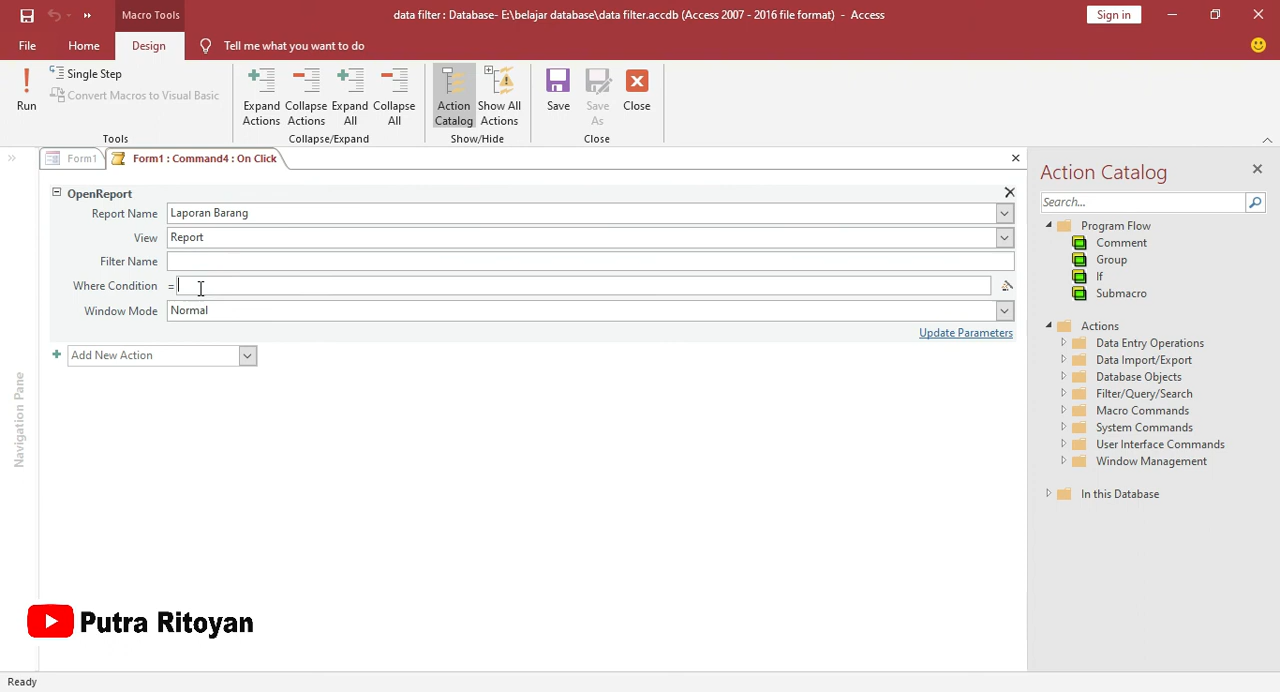 Macro Tools
data filter : Database- E:\belajar database\data filter.accdb (Access 2007 - 2016 file format) - Access
Sign in
File
Home
Design
Tell me what you want to do
Run
Single Step
Convert Macros to Visual Basic
Tools
Expand Actions
Collapse Actions
Expand All
Collapse All
Collapse/Expand
Action Catalog
Show All Actions
Show/Hide
Save
Save As
Close
Close
Form1
Form1 : Command4 : On Click
Navigation Pane
OpenReport
Report Name Laporan Barang
View Report
Filter Name
Where Condition =
Window Mode Normal
Update Parameters
Add New Action
Action Catalog
Search...
Program Flow
Comment
Group
If
Submacro
Actions
Data Entry Operations
Data Import/Export
Database Objects
Filter/Query/Search
Macro Commands
System Commands
User Interface Commands
Window Management
In this Database
Putra Ritoyan
Ready